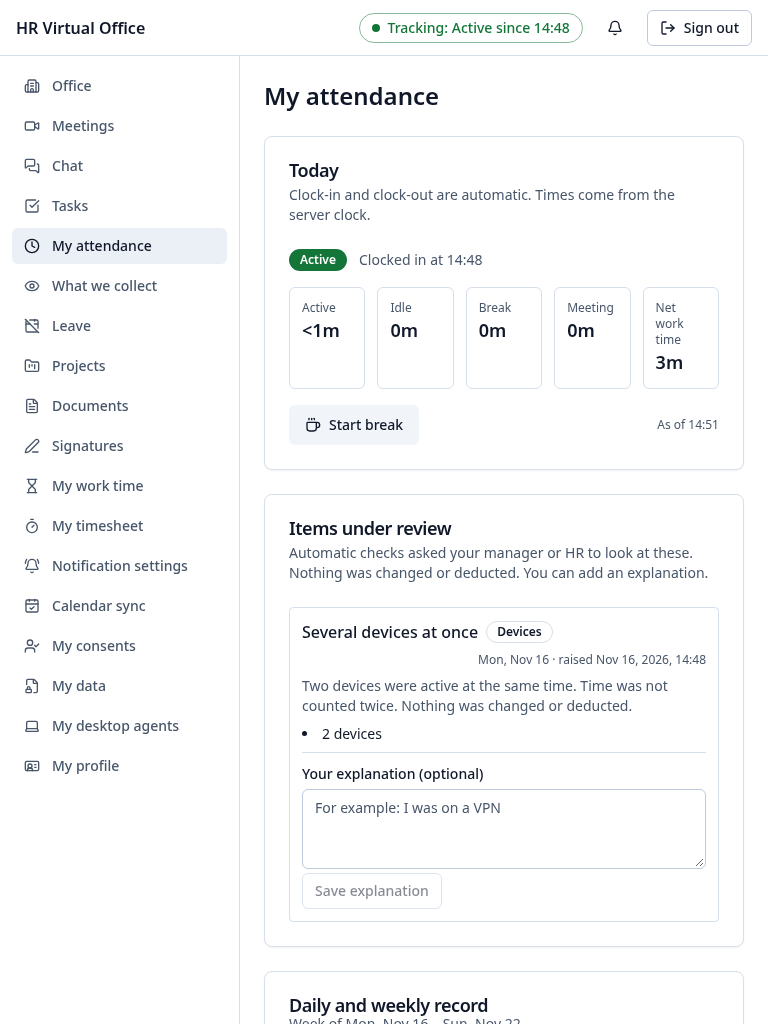 HR Virtual Office
Tracking: Active since 14:48
Sign out
Office
Meetings
Chat
Tasks
My attendance
What we collect
Leave
Projects
Documents
Signatures
My work time
My timesheet
Notification settings
Calendar sync
My consents
My data
My desktop agents
My profile
My attendance
Today
Clock-in and clock-out are automatic. Times come from the
server clock.
Active
Clocked in at 14:48
Active
<1m
Idle
0m
Break
0m
Meeting
0m
Net
work
time
3m
Start break
As of 14:51
Items under review
Automatic checks asked your manager or HR to look at these.
Nothing was changed or deducted. You can add an explanation.
Several devices at once
Devices
Mon, Nov 16 · raised Nov 16, 2026, 14:48
Two devices were active at the same time. Time was not
counted twice. Nothing was changed or deducted.
• 2 devices
Your explanation (optional)
For example: I was on a VPN
Save explanation
Daily and weekly record
Week of Mon, Nov 16 – Sun, Nov 22